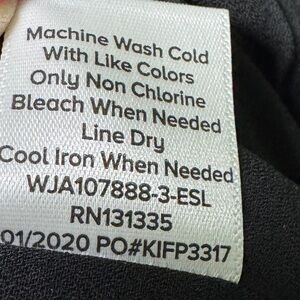 Machine Wash Cold
With Like Colors
Only Non Chlorine
Bleach When Needed
Line Dry
Cool Iron When Needed
WJA107888-3-ESL
RN131335
01/2020 PO#KIFP3317